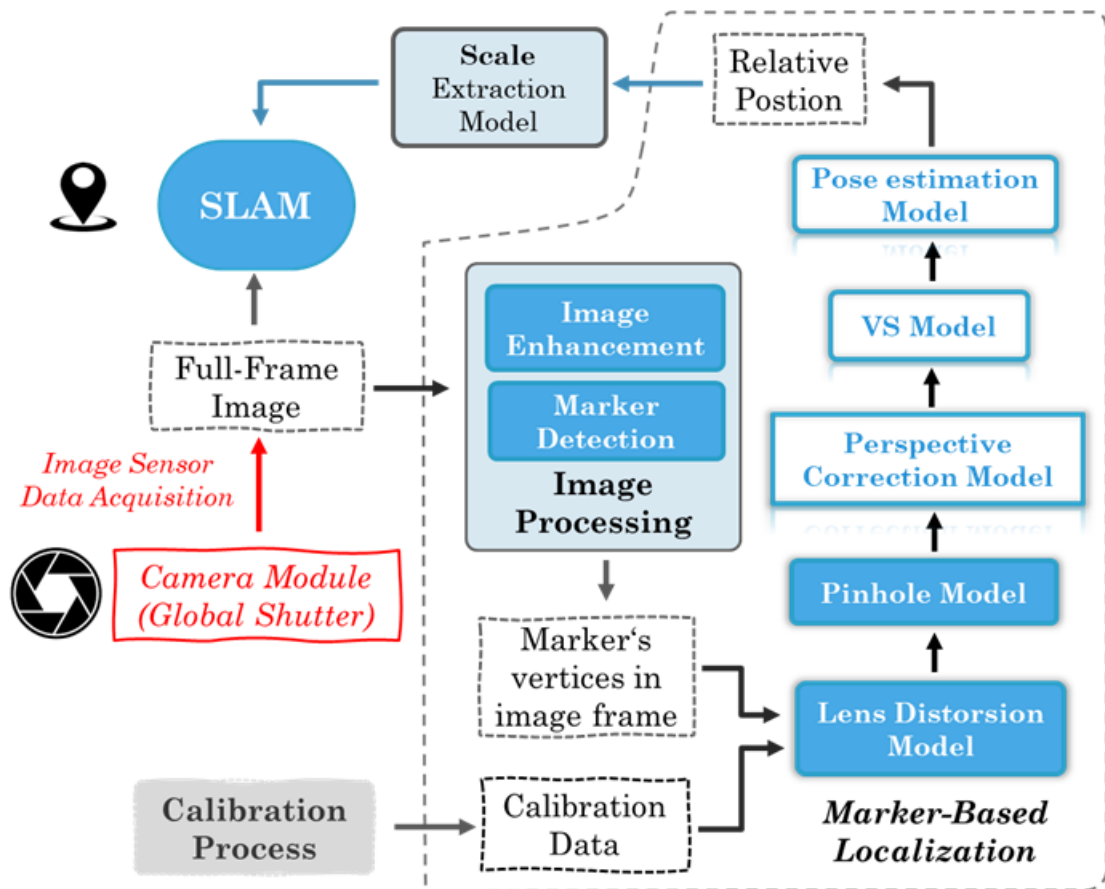 Scale
Extraction
Model
Relative
Postion
SLAM
Pose estimation
Model
Image
Enhancement
VS Model
Full-Frame
Image
Marker
Detection
Perspective
Correction Model
Image Sensor
Data Acquisition
Image
Processing
Camera Module
(Global Shutter)
Pinhole Model
Marker‘s
vertices in
image frame
Lens Distorsion
Model
Calibration
Process
Calibration
Data
Marker-Based
Localization